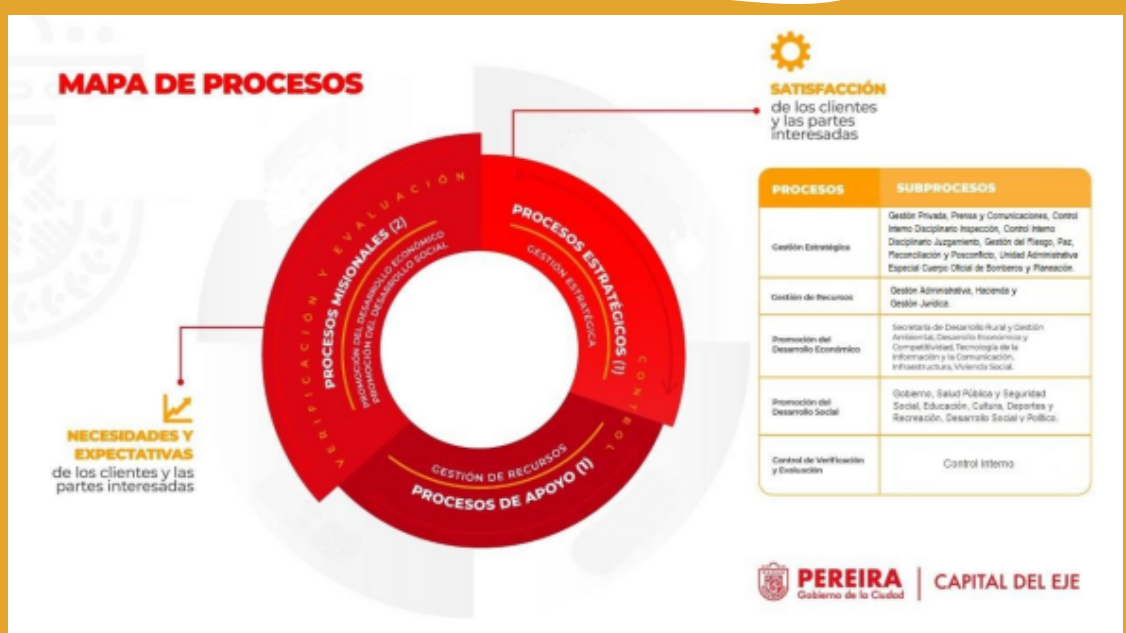 MAPA DE PROCESOS
SATISFACCIÓN
de los clientes
y las partes
interesadas
VERIFICACIÓN Y EVALUACIÓN
PROCESOS MISIONALES (2)
PROMOCIÓN DEL DESARROLLO ECONÓMICO
PROMOCIÓN DEL DESARROLLO SOCIAL
PROCESOS ESTRATÉGICOS (1)
GESTIÓN ESTRATÉGICA
CONTROL
GESTIÓN DE RECURSOS
PROCESOS DE APOYO (1)
NECESIDADES Y
EXPECTATIVAS
de los clientes y las
partes interesadas
PROCESOS
SUBPROCESOS
Gestión Estratégica
Gestión Privada, Prensa y Comunicaciones, Control
Interno Disciplinario Inspección, Control Interno
Disciplinario Juzgamiento, Gestión del Riesgo, Paz,
Reconciliación y Posconflicto, Unidad Administrativa
Especial Cuerpo Oficial de Bomberos y Planeación.
Gestión de Recursos
Gestión Administrativa, Hacienda y
Gestión Jurídica.
Promoción del
Desarrollo Económico
Secretaría de Desarrollo Rural y Gestión
Ambiental, Desarrollo Económico y
Competitividad, Tecnología de la
Información y la Comunicación,
Infraestructura, Vivienda Social.
Promoción del
Desarrollo Social
Gobierno, Salud Pública y Seguridad
Social, Educación, Cultura, Deportes y
Recreación, Desarrollo Social y Político.
Control de Verificación
y Evaluación
Control Interno
PEREIRA
Gobierno de la Ciudad
CAPITAL DEL EJE